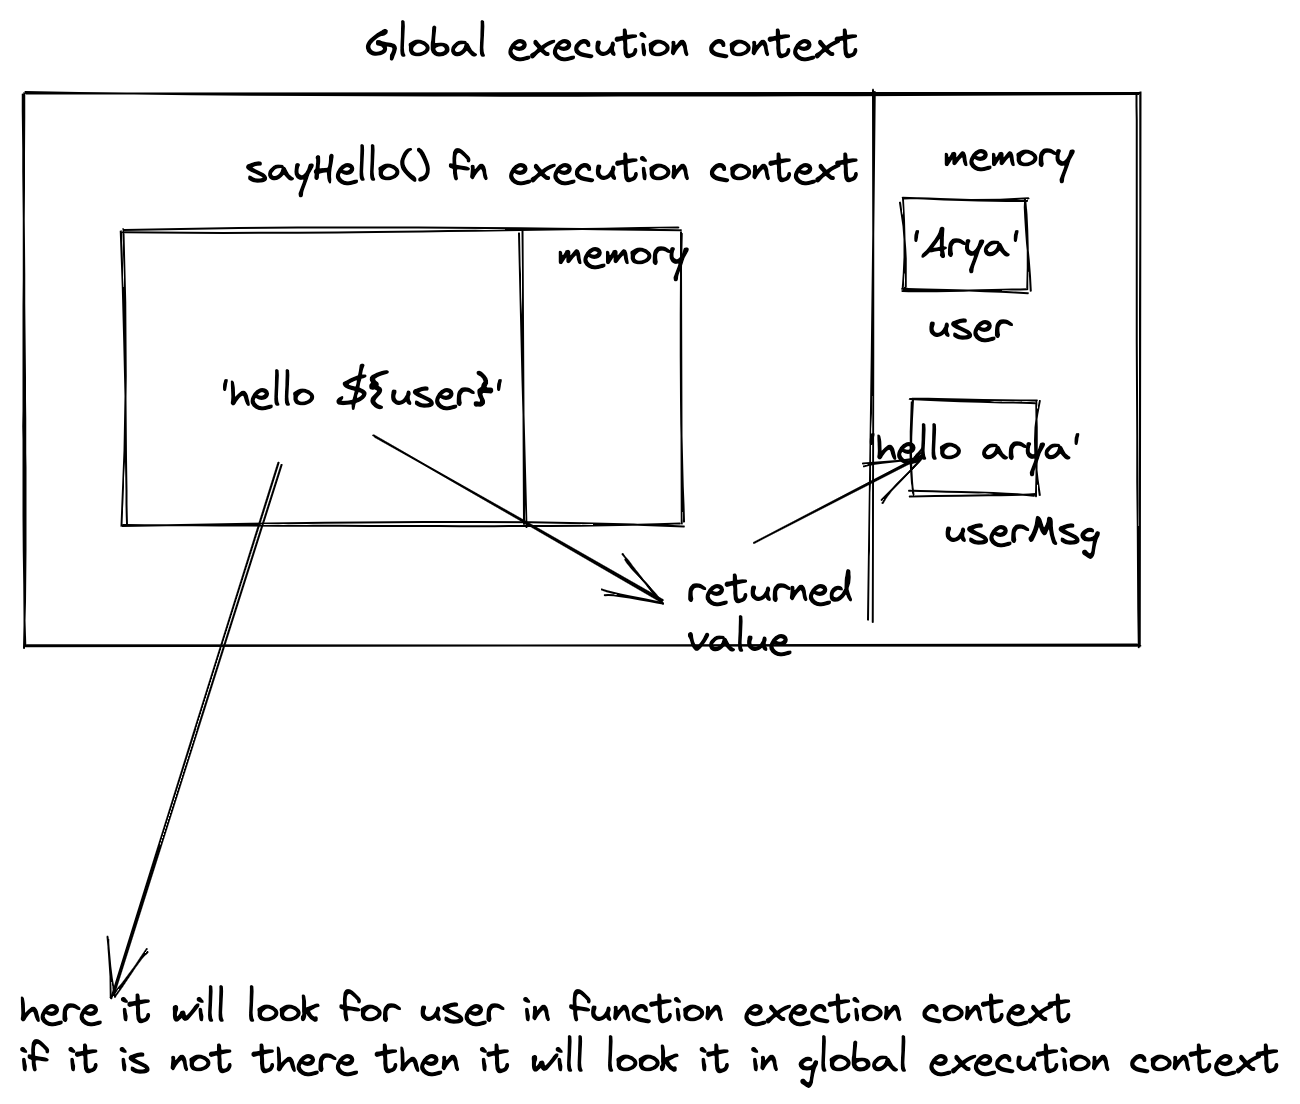 Global execution context
sayHello() fn execution context
memory
memory
'Arya'
user
'hello ${user}'
'hello arya'
userMsg
returned
value
here it will look for user in function exection context
if it is not there then it will look it in global execution context